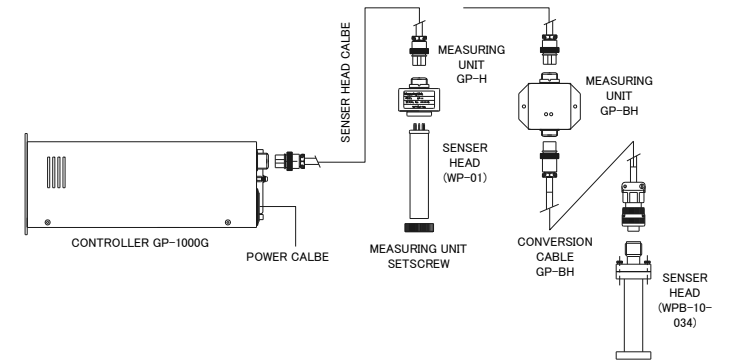 SENSER HEAD CALBE
MEASURING
UNIT
GP-H
MEASURING
UNIT
GP-BH
SENSER
HEAD
(WP-01)
CONTROLLER GP-1000G
POWER CALBE
MEASURING UNIT
SETSCREW
CONVERSION
CABLE
GP-BH
SENSER
HEAD
(WPB-10-
034)